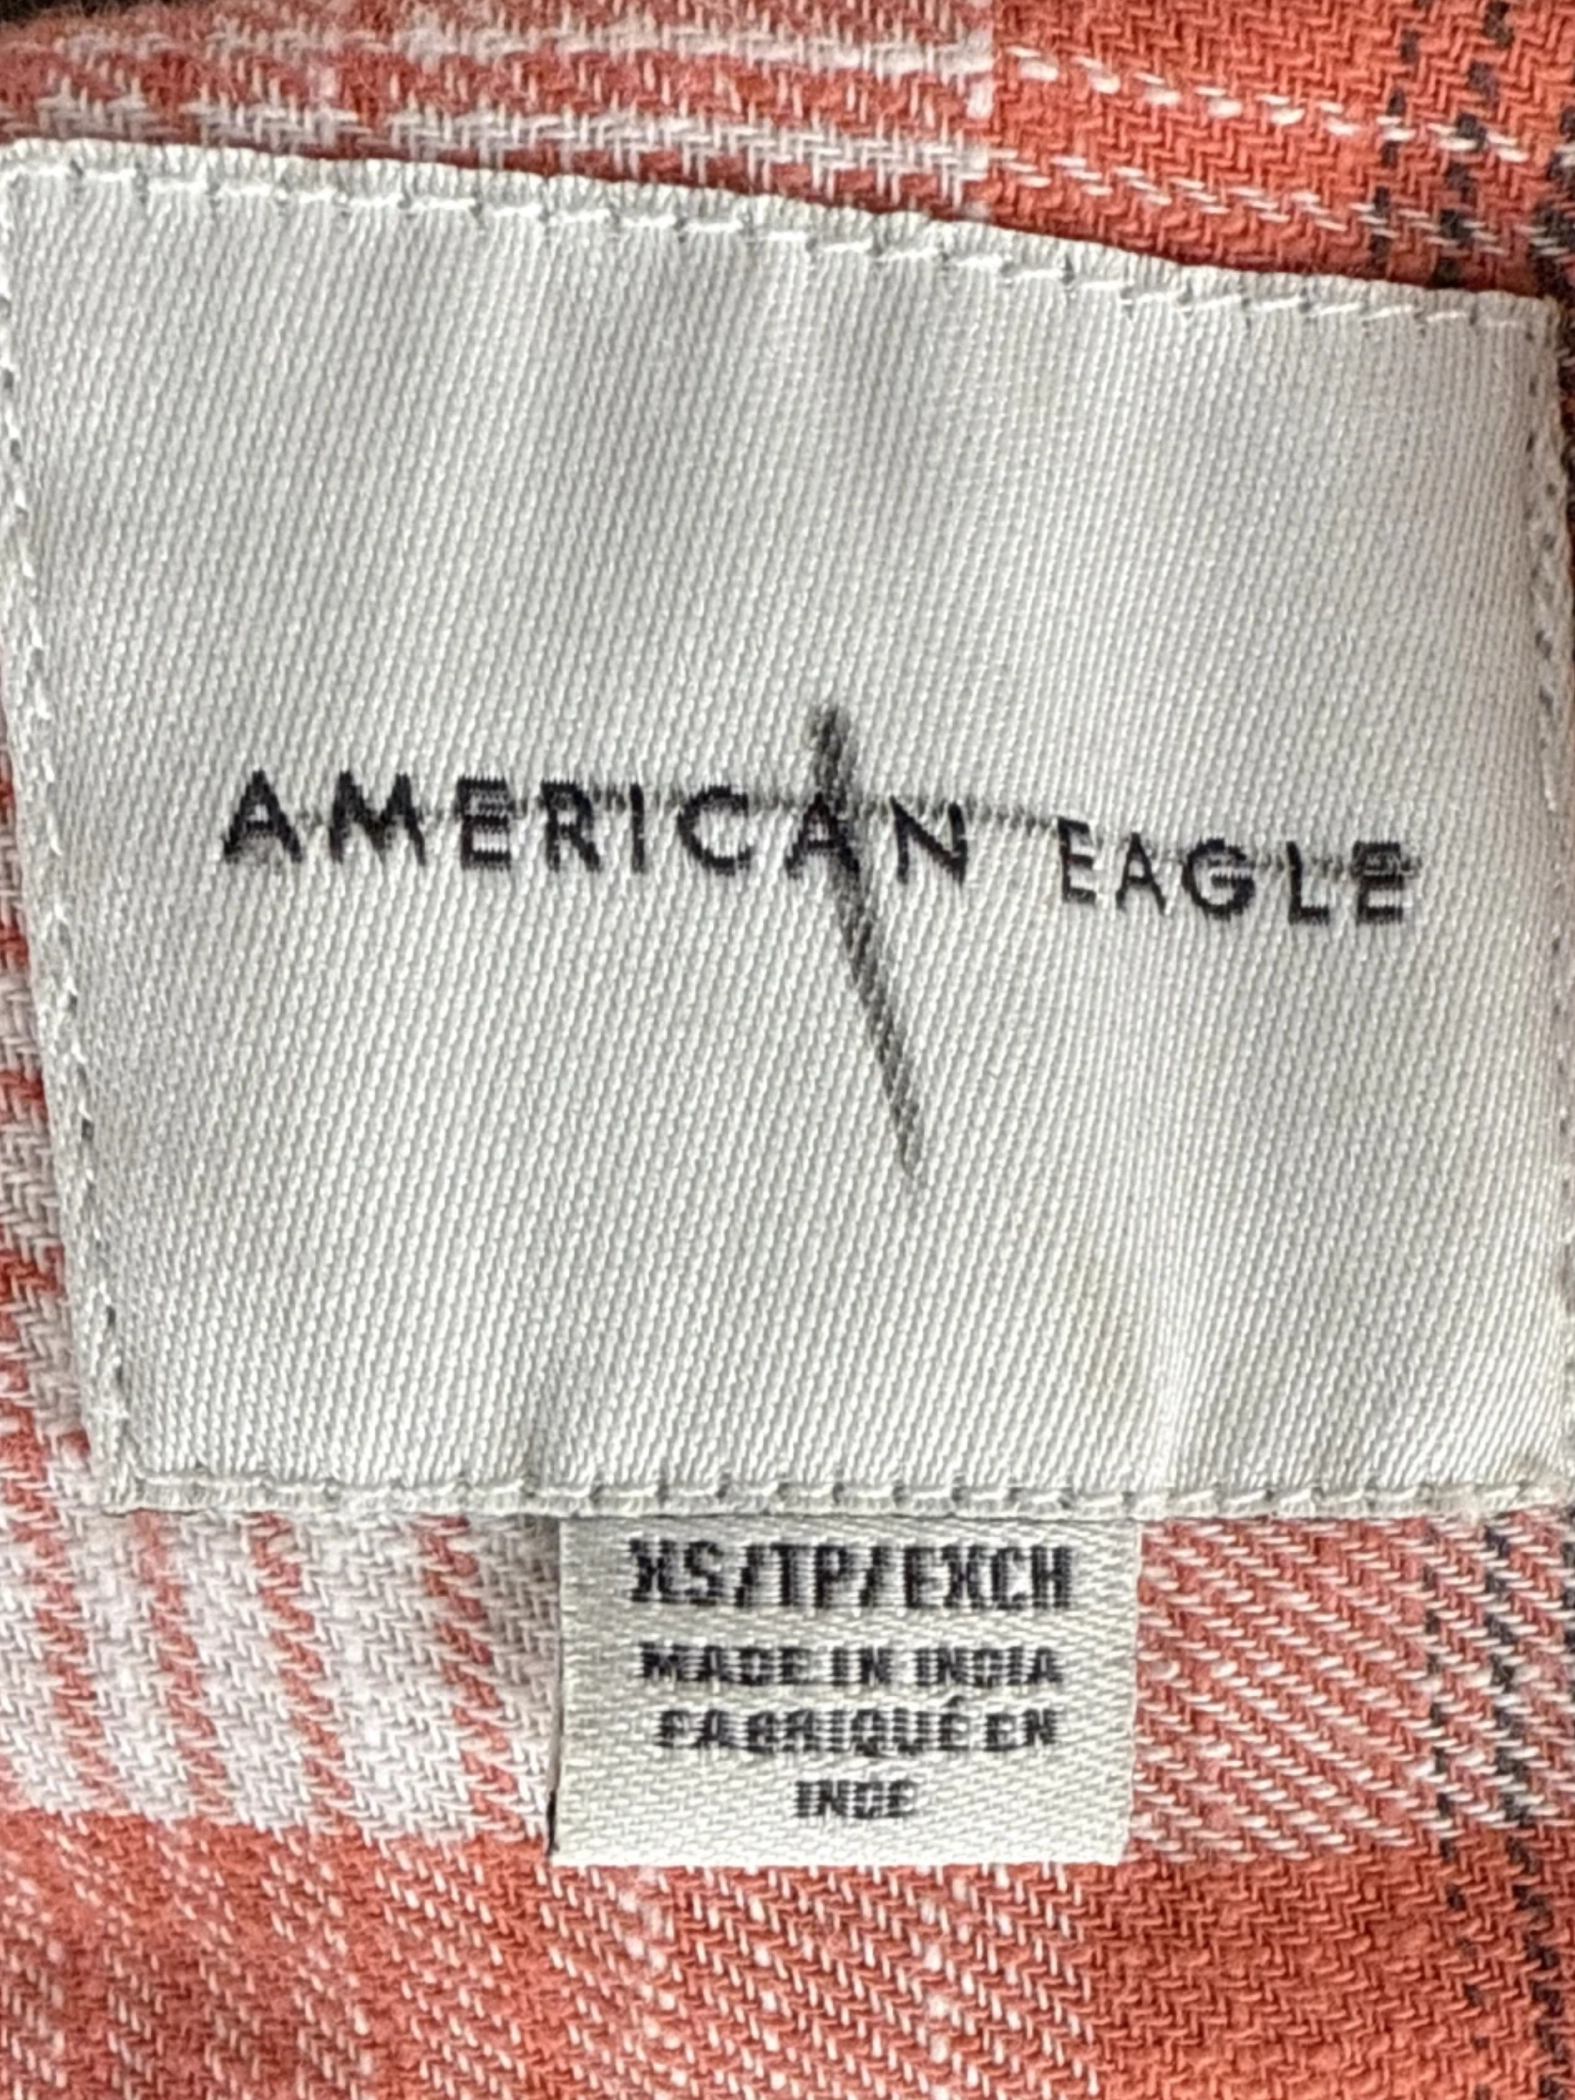 AMERICAN EAGLE
XS/TP/EXCH
MADE IN INDIA
FABRIQUÉ EN
INDE